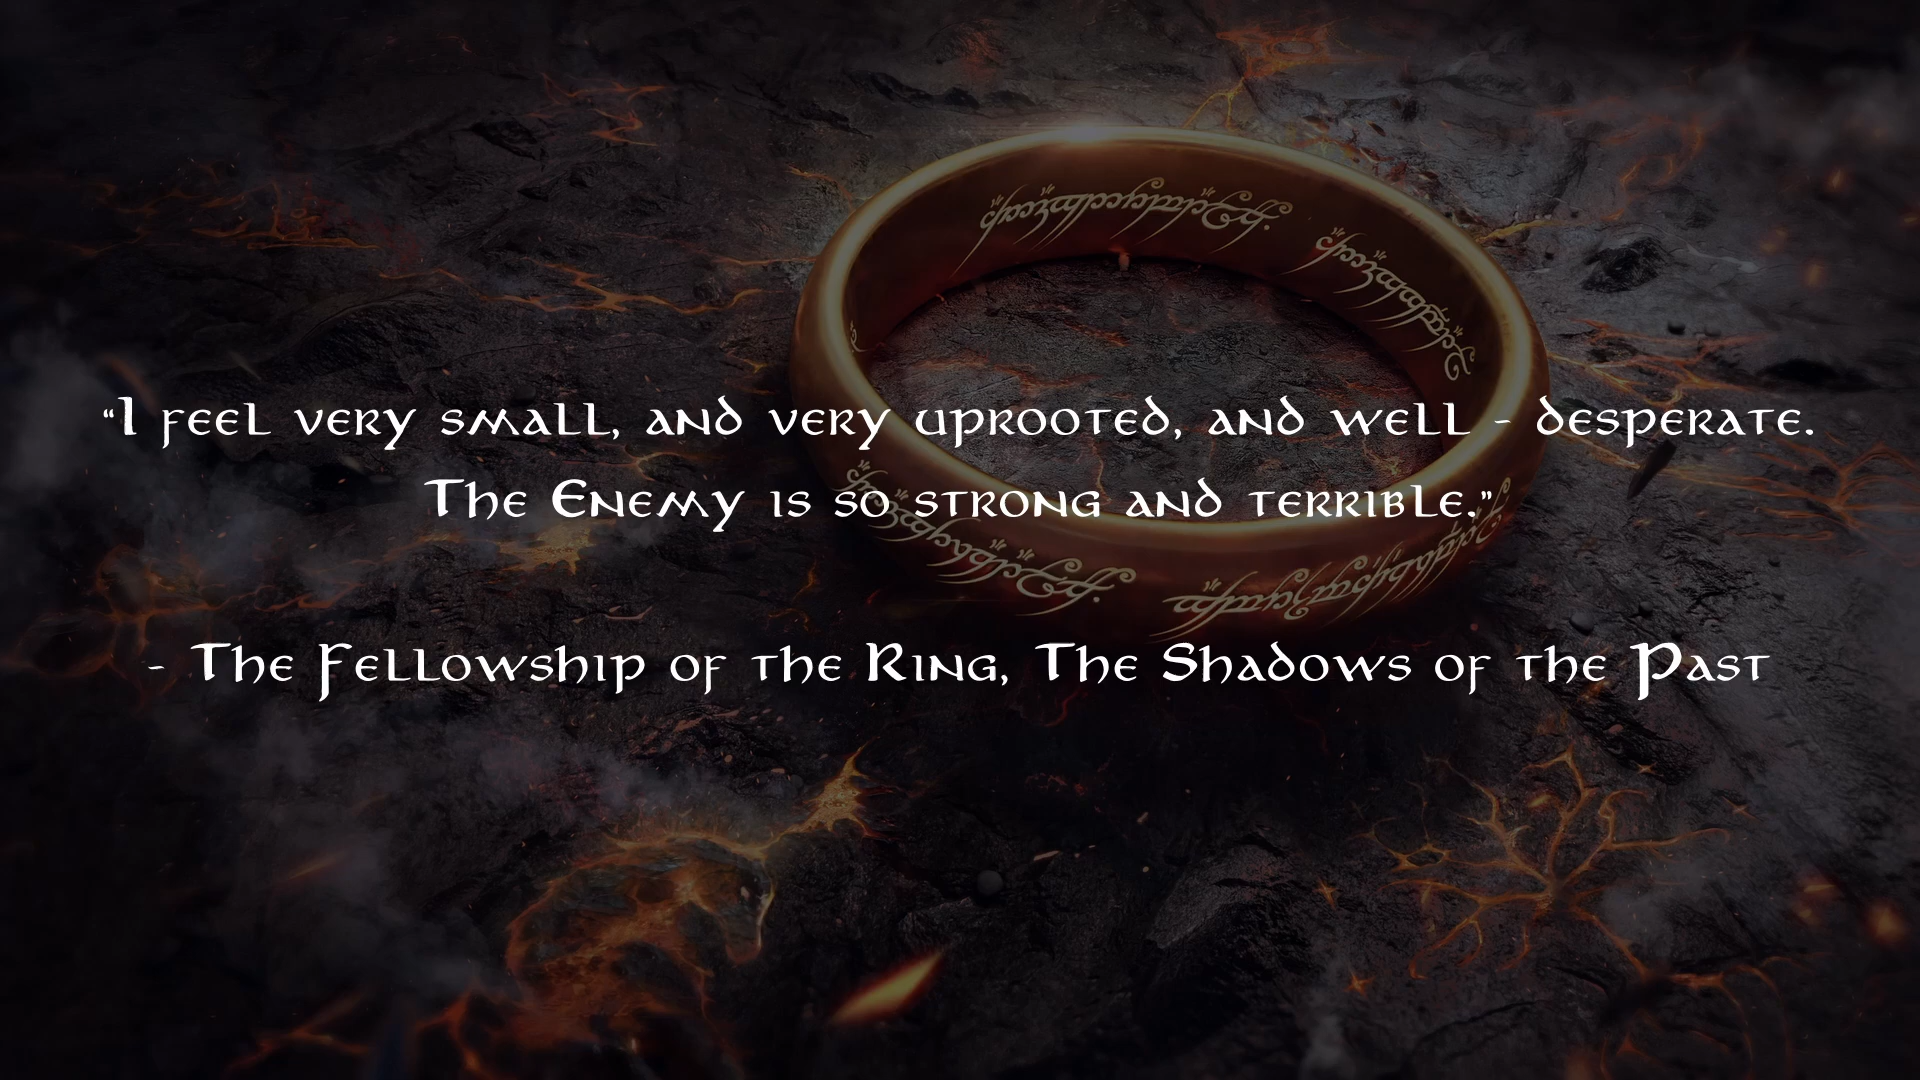 “I feel very small, and very uprooted, and well - desperate.
The Enemy is so strong and terrible.”
- The Fellowship of the Ring, The Shadows of the Past